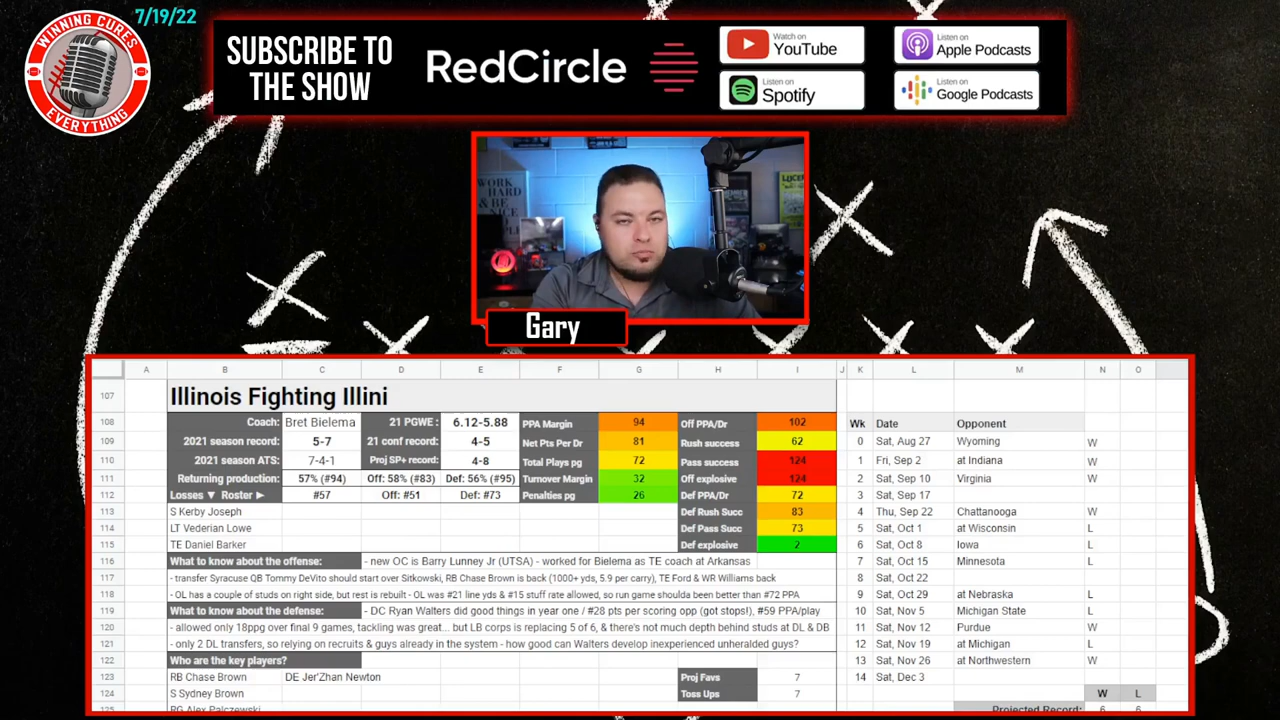 7/19/22
WINNING CURES
EVERYTHING
SUBSCRIBE TO
THE SHOW
RedCircle
Watch on
YouTube
Listen on
Spotify
Listen on
Apple Podcasts
Listen on
Google Podcasts
WORK
HARD
& BE
NICE
Gary
A B C D E F G H I J K L M N O
107 Illinois Fighting Illini
108 Coach: Bret Bielema 21 PGWE : 6.12-5.88 PPA Margin 94 Off PPA/Dr 102 Wk Date Opponent
109 2021 season record: 5-7 21 conf record: 4-5 Net Pts Per Dr 81 Rush success 62 0 Sat, Aug 27 Wyoming W
110 2021 season ATS: 7-4-1 Proj SP+ record: 4-8 Total Plays pg 72 Pass success 124 1 Fri, Sep 2 at Indiana W
111 Returning production: 57% (#94) Off: 58% (#83) Def: 56% (#95) Turnover Margin 32 Off explosive 124 2 Sat, Sep 10 Virginia W
112 Losses ▼ Roster ► #57 Off: #51 Def: #73 Penalties pg 26 Def PPA/Dr 72 3 Sat, Sep 17
113 S Kerby Joseph Def Rush Succ 83 4 Thu, Sep 22 Chattanooga W
114 LT Vederian Lowe Def Pass Succ 73 5 Sat, Oct 1 at Wisconsin L
115 TE Daniel Barker Def explosive 2 6 Sat, Oct 8 Iowa L
116 What to know about the offense: - new OC is Barry Lunney Jr (UTSA) - worked for Bielema as TE coach at Arkansas 7 Sat, Oct 15 Minnesota L
117 - transfer Syracuse QB Tommy DeVito should start over Sitkowski, RB Chase Brown is back (1000+ yds, 5.9 per carry), TE Ford & WR Williams back 8 Sat, Oct 22
118 - OL has a couple of studs on right side, but rest is rebuilt - OL was #21 line yds & #15 stuff rate allowed, so run game shoulda been better than #72 PPA 9 Sat, Oct 29 at Nebraska L
119 What to know about the defense: - DC Ryan Walters did good things in year one / #28 pts per scoring opp (got stops!), #59 PPA/play 10 Sat, Nov 5 Michigan State L
120 - allowed only 18ppg over final 9 games, tackling was great... but LB corps is replacing 5 of 6, & there's not much depth behind studs at DL & DB 11 Sat, Nov 12 Purdue W
121 - only 2 DL transfers, so relying on recruits & guys already in the system - how good can Walters develop inexperienced unheralded guys? 12 Sat, Nov 19 at Michigan L
122 Who are the key players? 13 Sat, Nov 26 at Northwestern W
123 RB Chase Brown DE Jer'Zhan Newton Proj Favs 7 14 Sat, Dec 3
124 S Sydney Brown Toss Ups 7 W L
125 RG Alex Palczewski Projected Record: 6 6